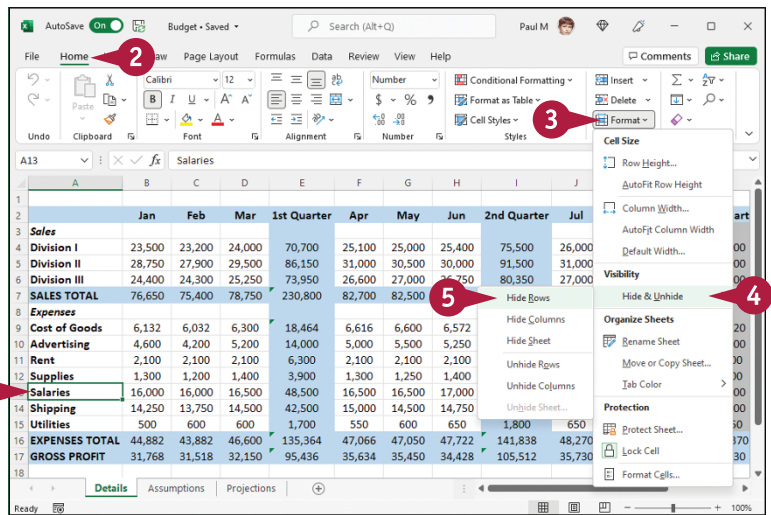 AutoSave On Budget • Saved Search (Alt+Q) Paul M
File Home Page Layout Formulas Data Review View Help Comments Share
2
Paste
Calibri 12
B I U A^ Aˇ A
ab
Number
$ % 9
Conditional Formatting
Format as Table
Cell Styles
Insert
Delete
Format
3
Undo Clipboard Font Alignment Number Styles
A13 fx Salaries
A B C D E F G H I J
1
2 Jan Feb Mar 1st Quarter Apr May Jun 2nd Quarter Jul
3 Sales
4 Division I 23,500 23,200 24,000 70,700 25,100 25,000 25,400 75,500 26,000
5 Division II 28,750 27,900 29,500 86,150 31,000 30,500 30,000 91,500 31,000
6 Division III 24,400 24,300 25,250 73,950 26,600 27,000 26,750 80,350 27,000
7 SALES TOTAL 76,650 75,400 78,750 230,800 82,700 82,500
8 Expenses
9 Cost of Goods 6,132 6,032 6,300 18,464 6,616 6,600 6,572
10 Advertising 4,600 4,200 5,200 14,000 5,000 5,500 5,250
11 Rent 2,100 2,100 2,100 6,300 2,100 2,100 2,100
12 Supplies 1,300 1,200 1,400 3,900 1,300 1,250 1,400
Salaries 16,000 16,000 16,500 48,500 16,500 16,500 17,000
14 Shipping 14,250 13,750 14,500 42,500 15,000 14,500 14,750
15 Utilities 500 600 600 1,700 550 600 650 1,800 650
16 EXPENSES TOTAL 44,882 43,882 46,600 135,364 47,066 47,050 47,722 141,838 48,270
17 GROSS PROFIT 31,768 31,518 32,150 95,436 35,634 35,450 34,428 105,512 35,730
18
Cell Size
Row Height...
AutoFit Row Height
Column Width...
AutoFit Column Width
Default Width...
Visibility
Hide & Unhide
4
Organize Sheets
Rename Sheet
Move or Copy Sheet...
Tab Color
Protection
Protect Sheet...
Lock Cell
Format Cells...
5
Hide Rows
Hide Columns
Hide Sheet
Unhide Rows
Unhide Columns
Unhide Sheet...
Details Assumptions Projections
Ready 100%